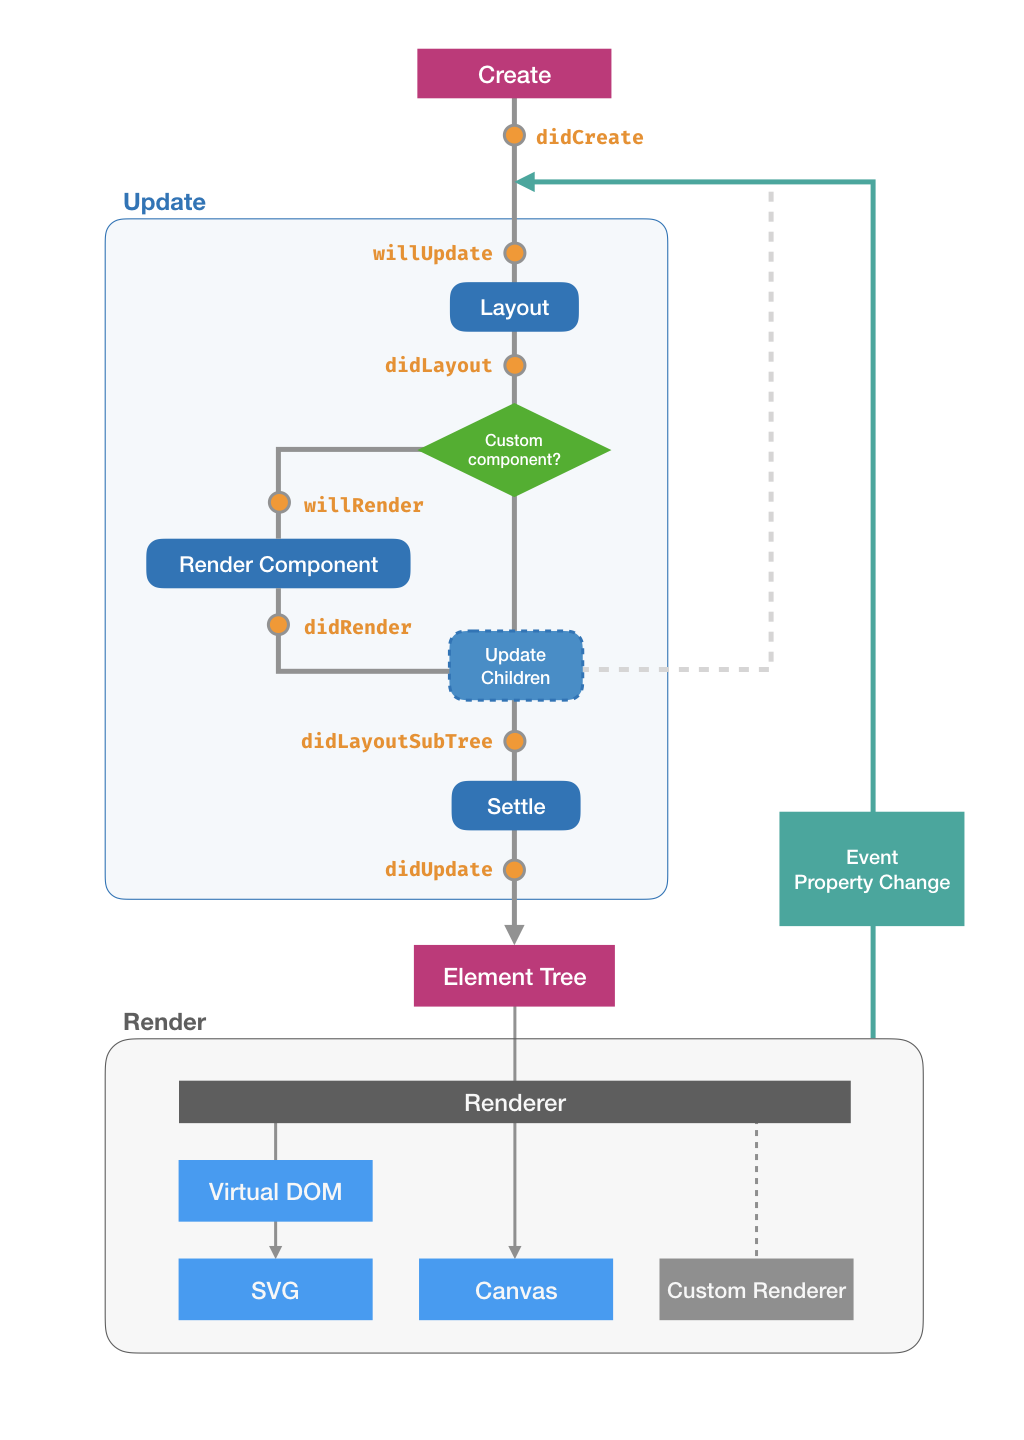 Create
didCreate
Update
willUpdate
Layout
didLayout
Custom
component?
willRender
Render Component
didRender
Update
Children
didLayoutSubTree
Settle
didUpdate
Event
Property Change
Element Tree
Render
Renderer
Virtual DOM
SVG
Canvas
Custom Renderer